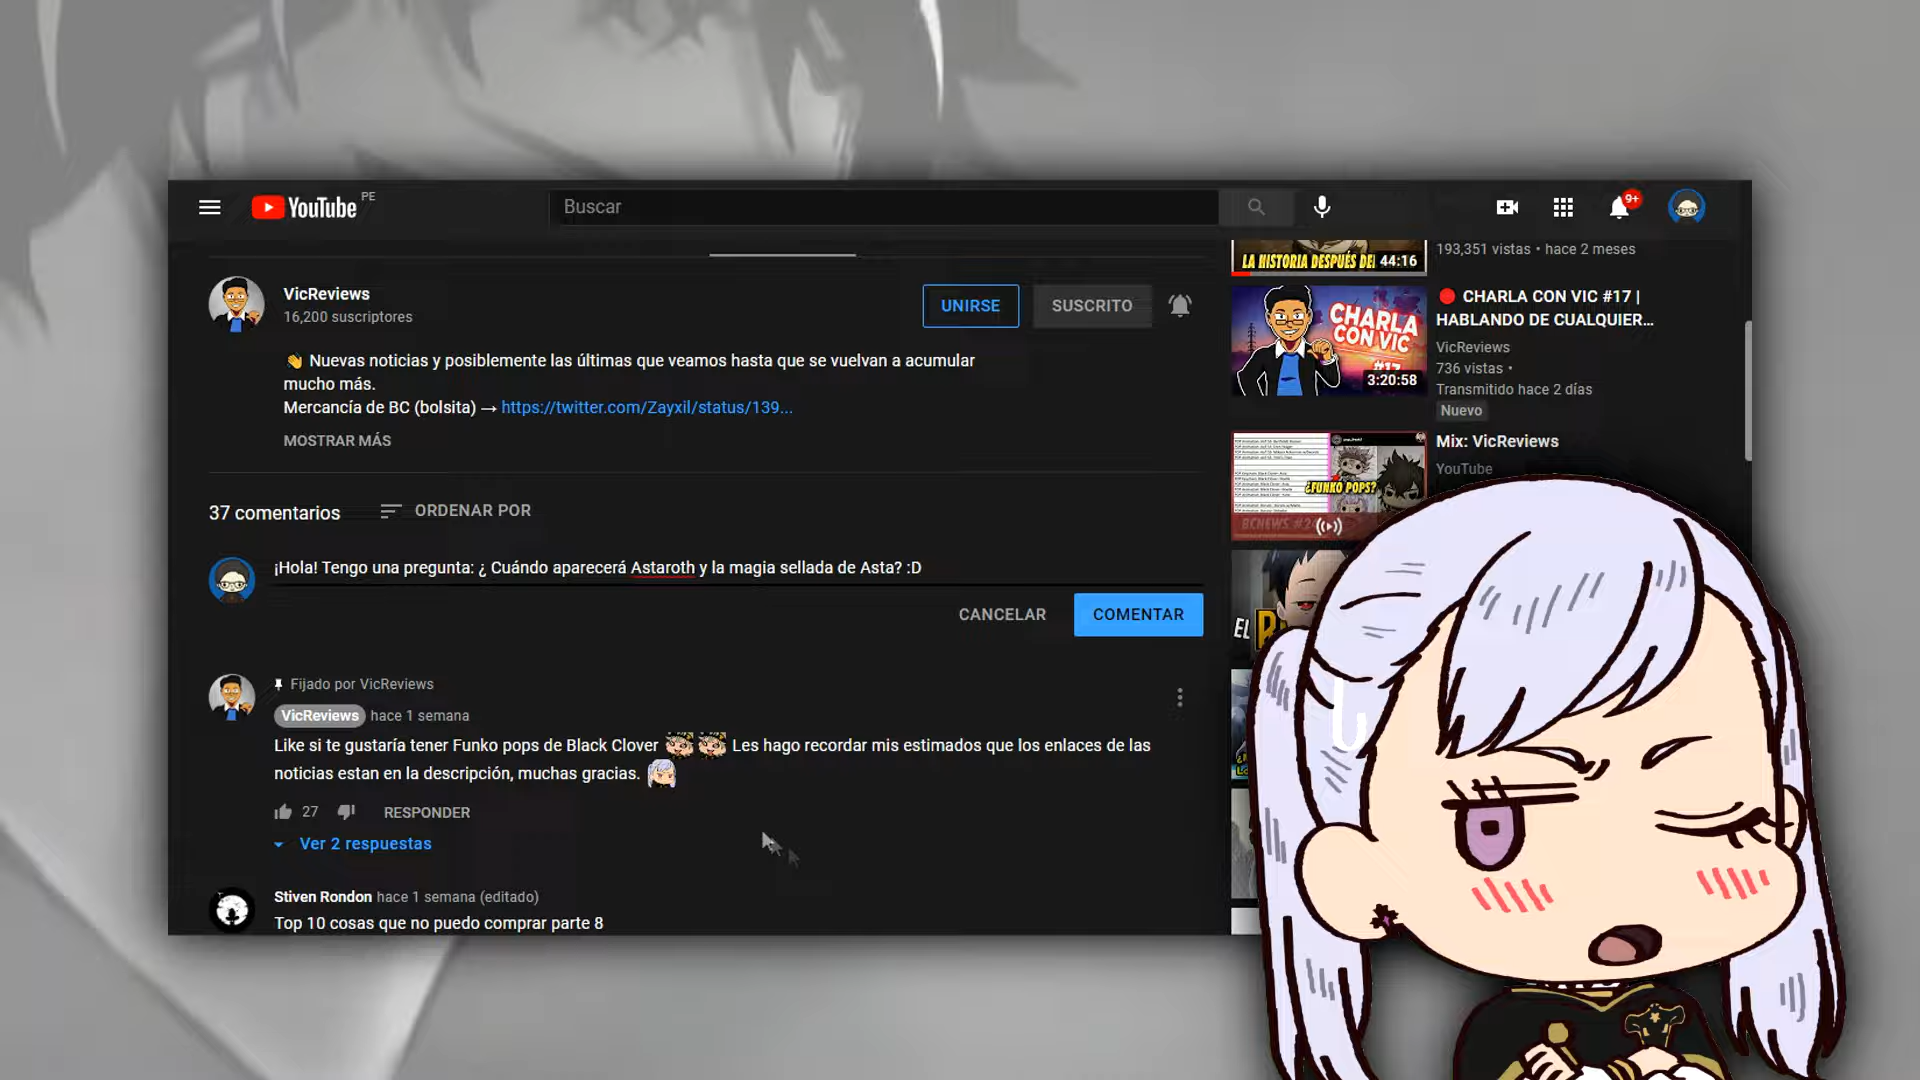 YouTube PE
Buscar
9+
VicReviews
16,200 suscriptores
UNIRSE
SUSCRITO
👏 Nuevas noticias y posiblemente las últimas que veamos hasta que se vuelvan a acumular
mucho más.
Mercancía de BC (bolsita) → https://twitter.com/Zayxil/status/139...
MOSTRAR MÁS
37 comentarios
ORDENAR POR
¡Hola! Tengo una pregunta: ¿ Cuándo aparecerá Astaroth y la magia sellada de Asta? :D
CANCELAR
COMENTAR
Fijado por VicReviews
VicReviews hace 1 semana
Like si te gustaría tener Funko pops de Black Clover Les hago recordar mis estimados que los enlaces de las
noticias estan en la descripción, muchas gracias.
27
RESPONDER
Ver 2 respuestas
Stiven Rondon hace 1 semana (editado)
Top 10 cosas que no puedo comprar parte 8
LA HISTORIA DESPUÉS DE
44:16
193,351 vistas • hace 2 meses
CHARLA
CON VIC
#17
3:20:58
CHARLA CON VIC #17 |
HABLANDO DE CUALQUIER...
VicReviews
736 vistas •
Transmitido hace 2 días
Nuevo
¿FUNKO POPS?
Mix: VicReviews
YouTube
EL